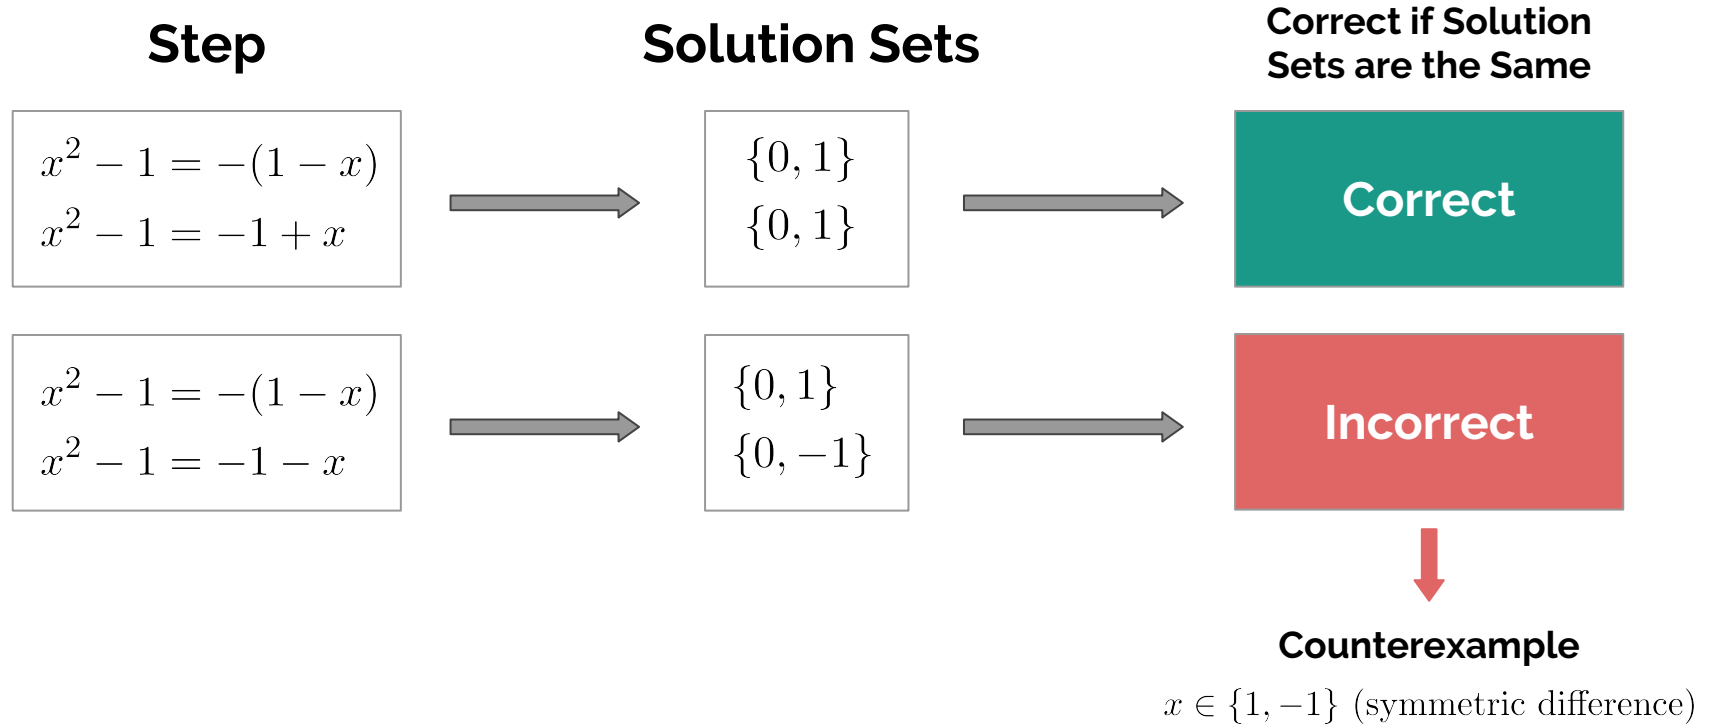 Step
Solution Sets
Correct if Solution
Sets are the Same
x² − 1 = −(1 − x)
x² − 1 = −1 + x
{0, 1}
{0, 1}
Correct
x² − 1 = −(1 − x)
x² − 1 = −1 − x
{0, 1}
{0, −1}
Incorrect
Counterexample
x ∈ {1, −1} (symmetric difference)